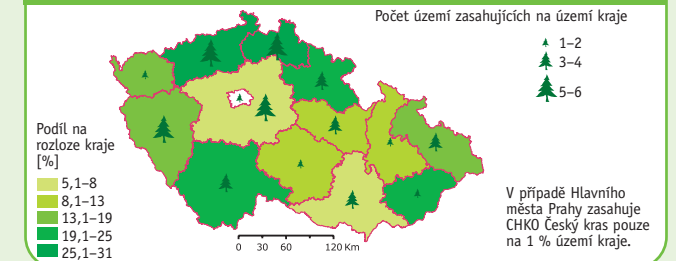 Počet území zasahujících na území kraje
1–2
3–4
5–6
Podíl na
rozloze kraje
[%]
5,1–8
8,1–13
13,1–19
19,1–25
25,1–31
0 30 60 120 Km
V případě Hlavního
města Prahy zasahuje
CHKO Český kras pouze
na 1 % území kraje.